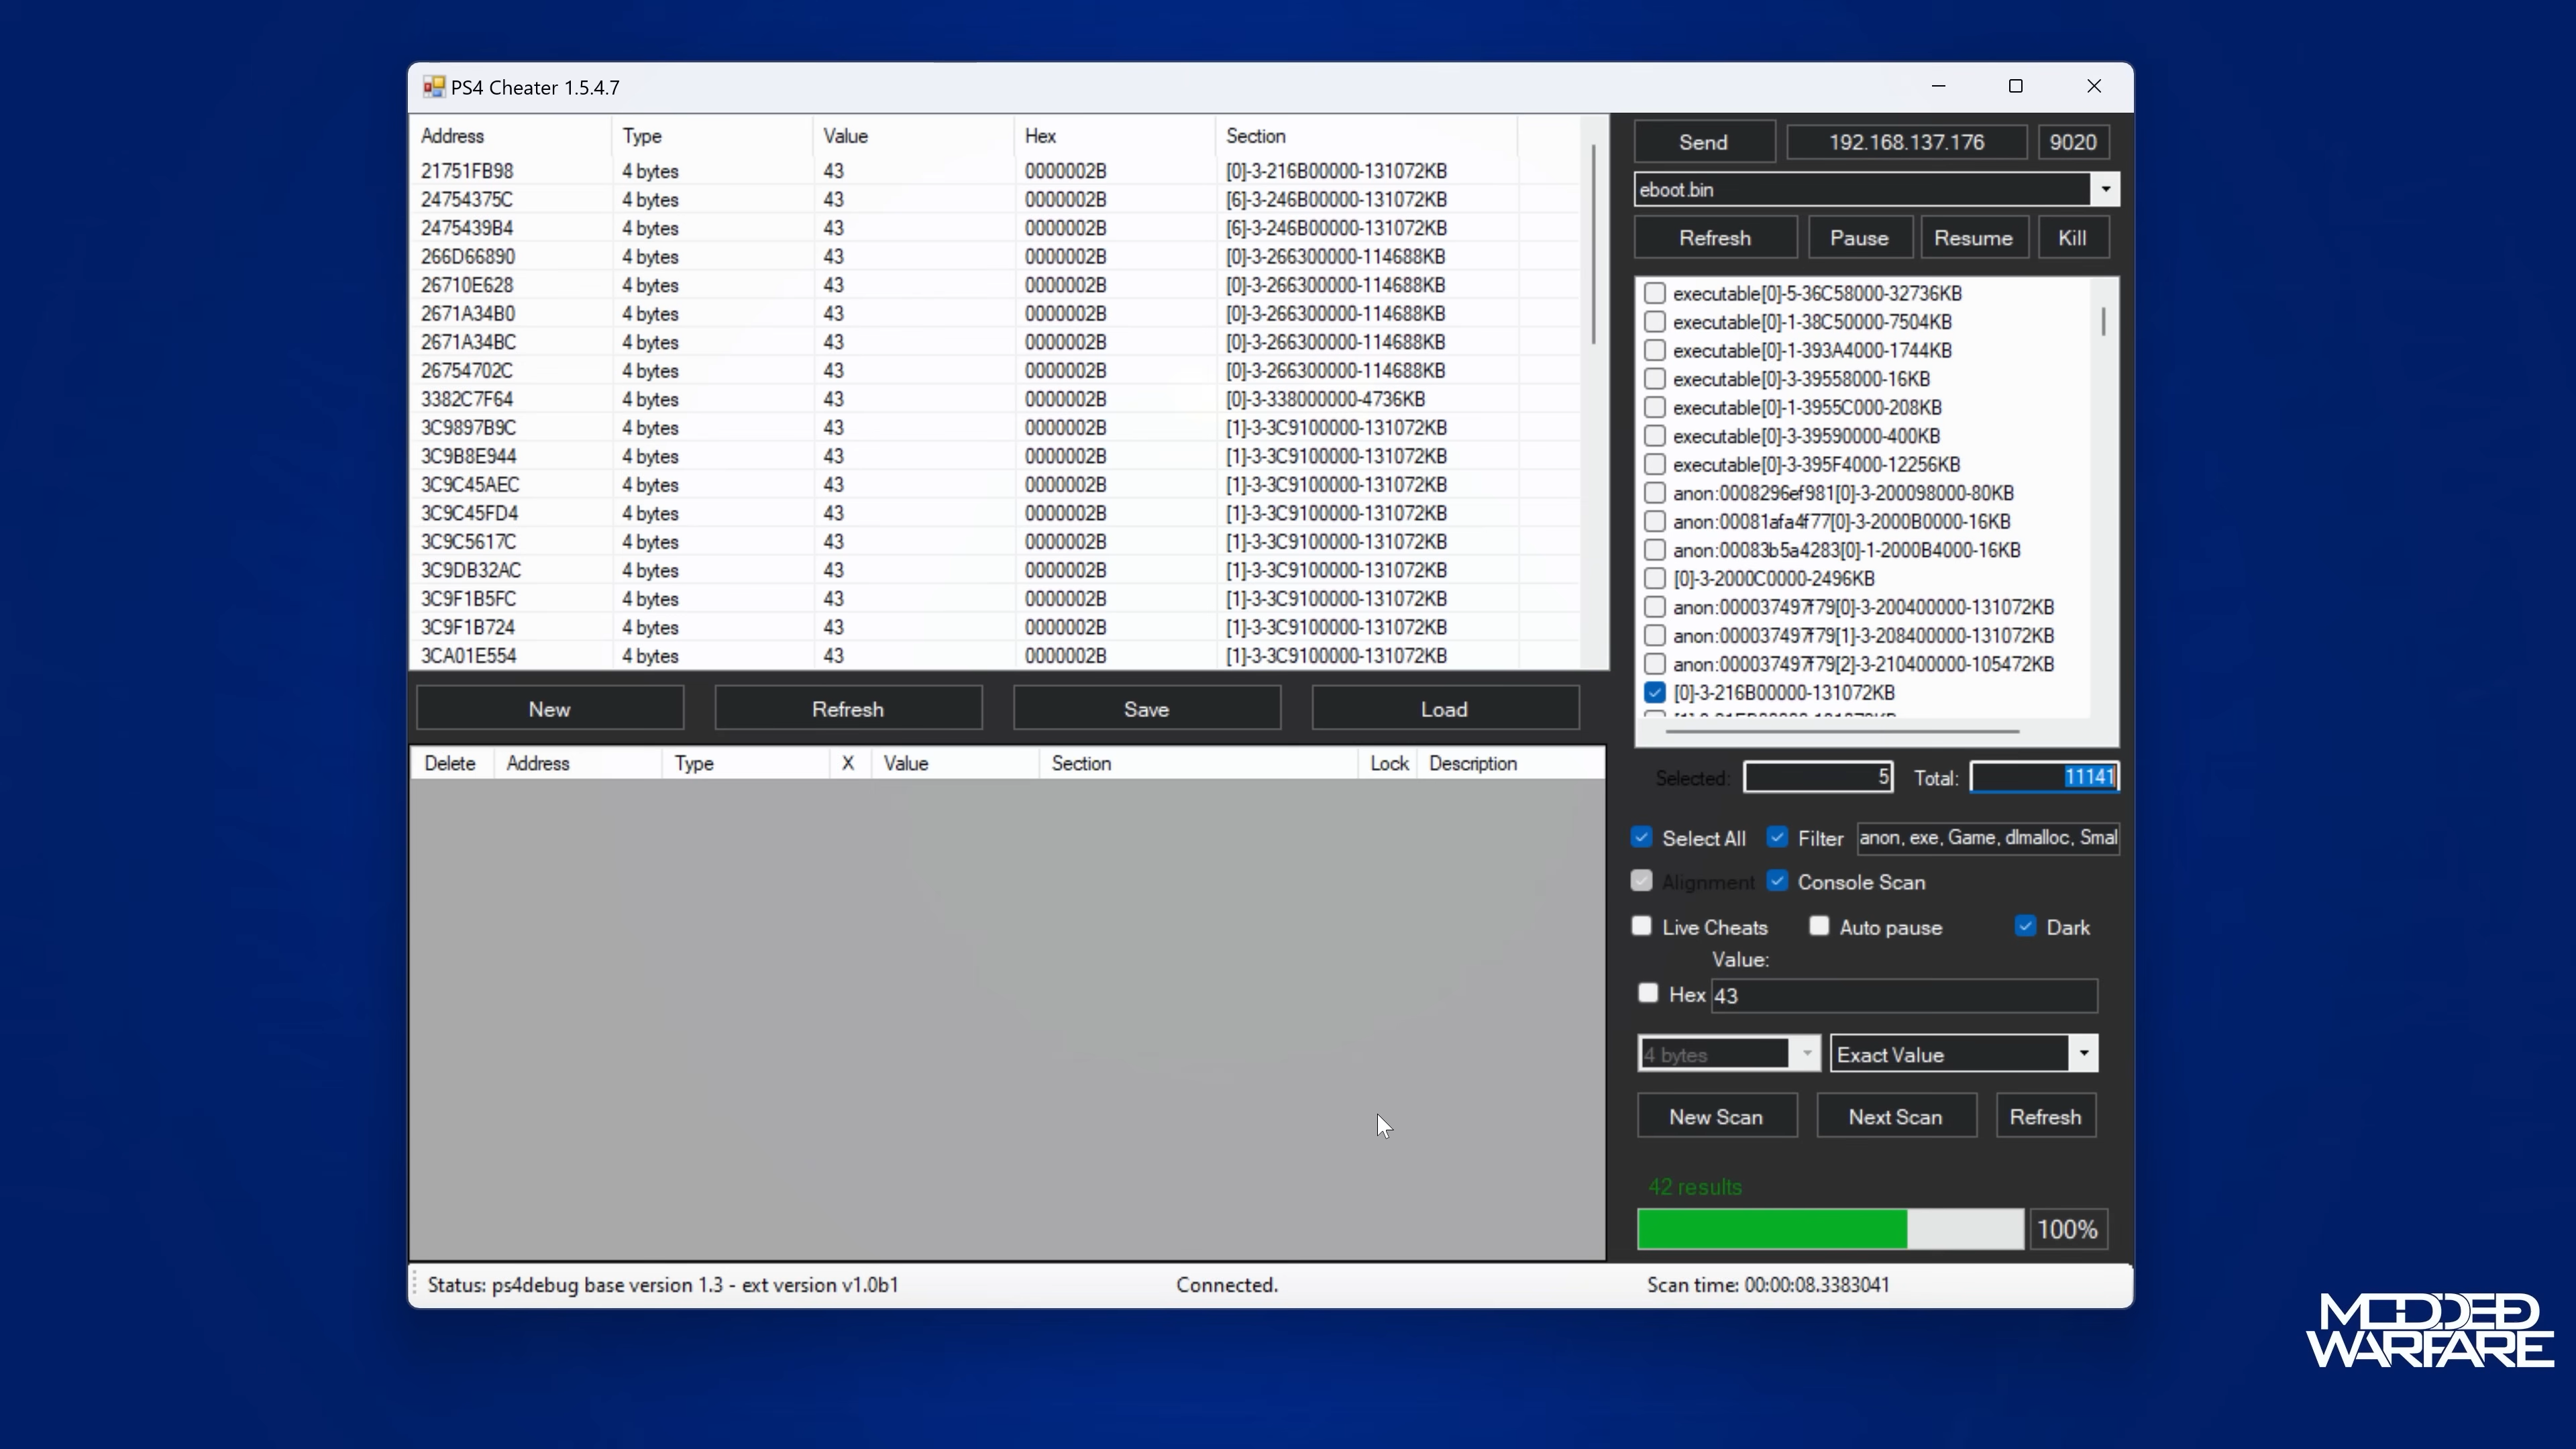 PS4 Cheater 1.5.4.7
Address Type Value Hex Section
21751FB98 4 bytes 43 0000002B [0]-3-216B00000-131072KB
24754375C 4 bytes 43 0000002B [6]-3-246B00000-131072KB
2475439B4 4 bytes 43 0000002B [6]-3-246B00000-131072KB
266D66890 4 bytes 43 0000002B [0]-3-266300000-114688KB
26710E628 4 bytes 43 0000002B [0]-3-266300000-114688KB
2671A34B0 4 bytes 43 0000002B [0]-3-266300000-114688KB
2671A34BC 4 bytes 43 0000002B [0]-3-266300000-114688KB
26754702C 4 bytes 43 0000002B [0]-3-266300000-114688KB
3382C7F64 4 bytes 43 0000002B [0]-3-338000000-4736KB
3C9897B9C 4 bytes 43 0000002B [1]-3-3C9100000-131072KB
3C9B8E944 4 bytes 43 0000002B [1]-3-3C9100000-131072KB
3C9C45AEC 4 bytes 43 0000002B [1]-3-3C9100000-131072KB
3C9C45FD4 4 bytes 43 0000002B [1]-3-3C9100000-131072KB
3C9C5617C 4 bytes 43 0000002B [1]-3-3C9100000-131072KB
3C9DB32AC 4 bytes 43 0000002B [1]-3-3C9100000-131072KB
3C9F1B5FC 4 bytes 43 0000002B [1]-3-3C9100000-131072KB
3C9F1B724 4 bytes 43 0000002B [1]-3-3C9100000-131072KB
3CA01E554 4 bytes 43 0000002B [1]-3-3C9100000-131072KB
New Refresh Save Load
Delete Address Type X Value Section Lock Description
Send 192.168.137.176 9020
eboot.bin
Refresh Pause Resume Kill
executable[0]-5-36C58000-32736KB
executable[0]-1-38C50000-7504KB
executable[0]-1-393A4000-1744KB
executable[0]-3-39558000-16KB
executable[0]-1-3955C000-208KB
executable[0]-3-39590000-400KB
executable[0]-3-395F4000-12256KB
anon:0008296ef981[0]-3-200098000-80KB
anon:00081afa4f77[0]-3-2000B0000-16KB
anon:00083b5a4283[0]-1-2000B4000-16KB
[0]-3-2000C0000-2496KB
anon:000037497f79[0]-3-200400000-131072KB
anon:000037497f79[1]-3-208400000-131072KB
anon:000037497f79[2]-3-210400000-105472KB
[0]-3-216B00000-131072KB
Selected: 5 Total: 11141
Select All Filter anon, exe, Game, dlmalloc, Smal
Alignment Console Scan
Live Cheats Auto pause Dark
Value:
Hex 43
4 bytes Exact Value
New Scan Next Scan Refresh
42 results
100%
Status: ps4debug base version 1.3 - ext version v1.0b1 Connected. Scan time: 00:00:08.3383041
MODDED
WARFARE